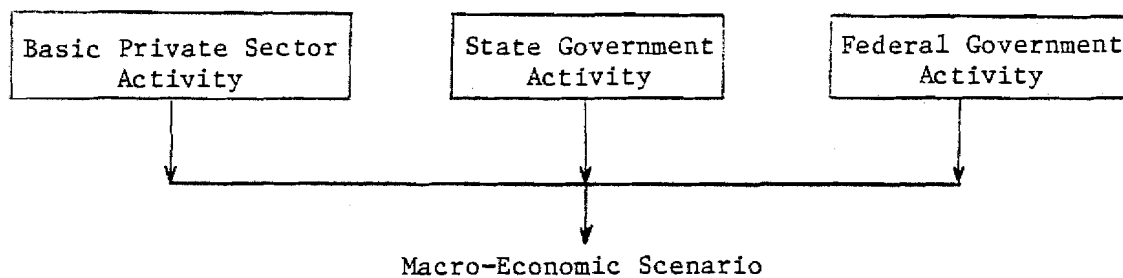 Basic Private Sector
Activity
State Government
Activity
Federal Government
Activity
Macro-Economic Scenario